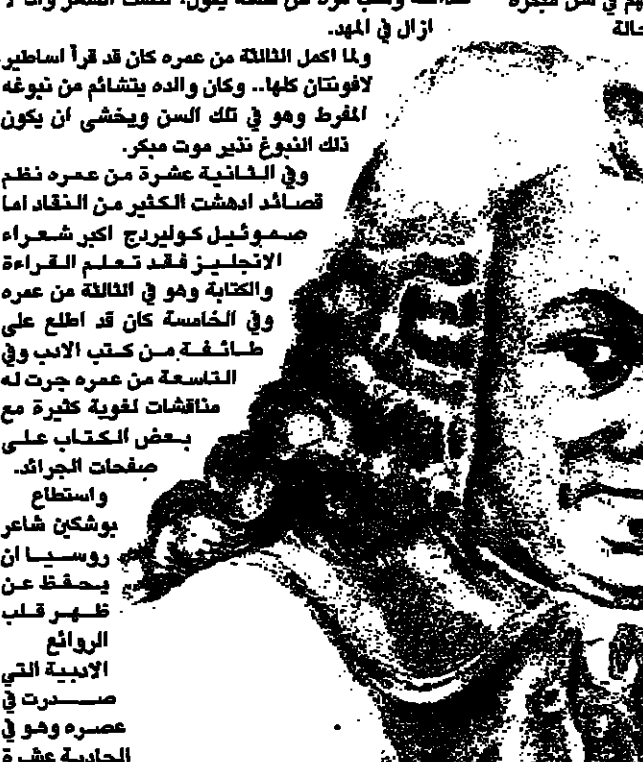 هم في سن مبكرة
حالة
ازال في المهد.
ولما اكمل الثالثة من عمره كان قد قرأ اساطير
لافونتان كلها.. وكان والده يتشائم من نبوغه
المفرط وهو في تلك السن ويخشى ان يكون
ذلك النبوغ نذير موت مبكر.
وفي الثانية عشرة من عمره نظم
قصائد ادهشت الكثير من النقاد اما
صموئيل كوليردج اكبر شعراء
الانجليز فقد تعلم القراءة
والكتابة وهو في الثالثة من عمره
وفي الخامسة كان قد اطلع على
طائفة من كتب الادب وفي
التاسعة من عمره جرت له
مناقشات لغوية كثيرة مع
بعض الكتاب على
صفحات الجرائد.
واستطاع
بوشكين شاعر
روسيا ان
يحفظ عن
ظهر قلب
الروائع
الادبية التي
صدرت في
عصره وهو في
الحادية عشرة